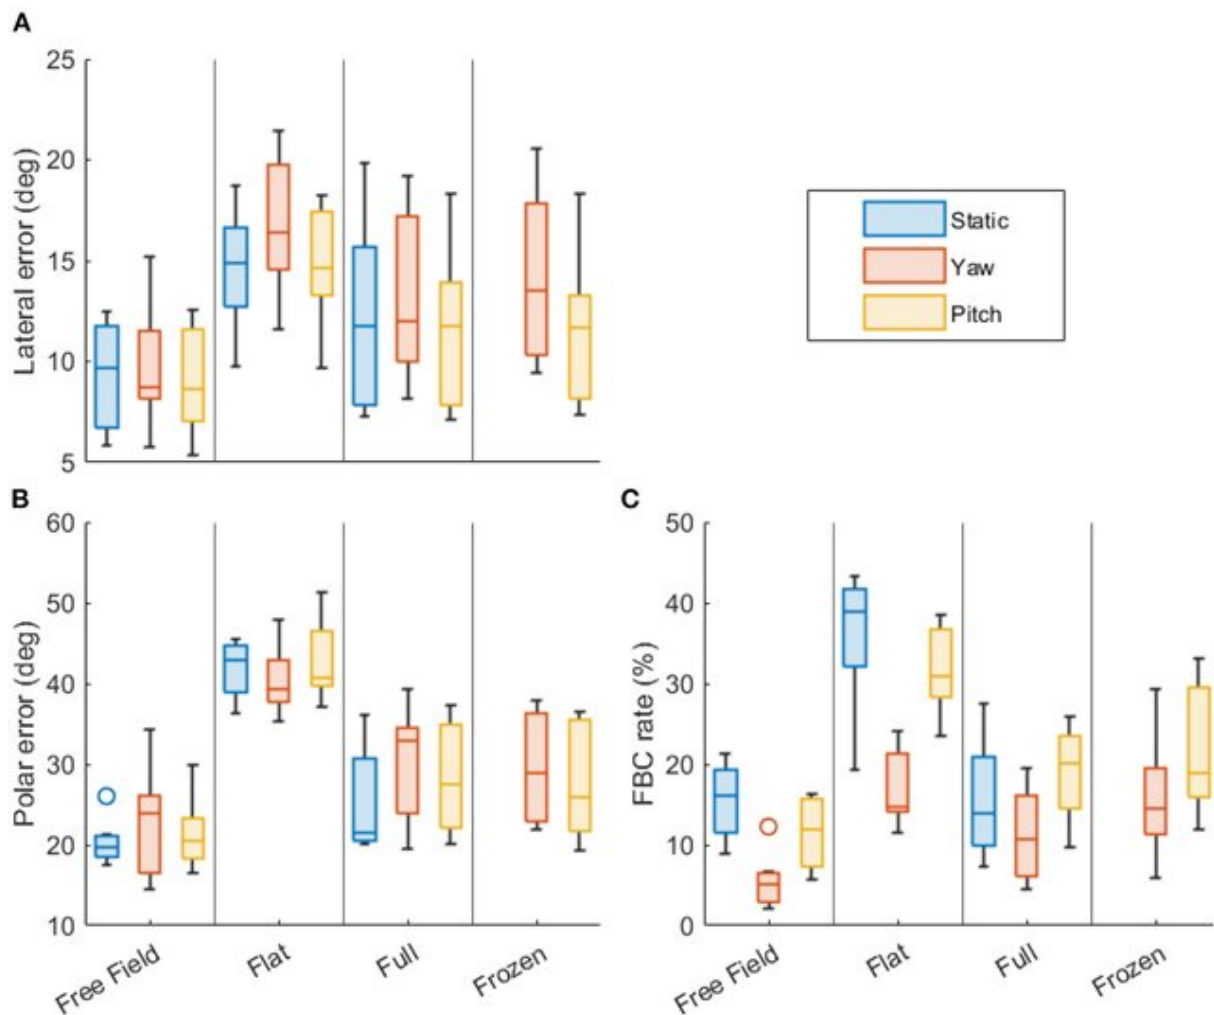 A
Lateral error (deg)
25
20
15
10
5
Static
Yaw
Pitch
B
Polar error (deg)
60
50
40
30
20
10
Free Field
Flat
Full
Frozen
C
FBC rate (%)
50
40
30
20
10
0
Free Field
Flat
Full
Frozen